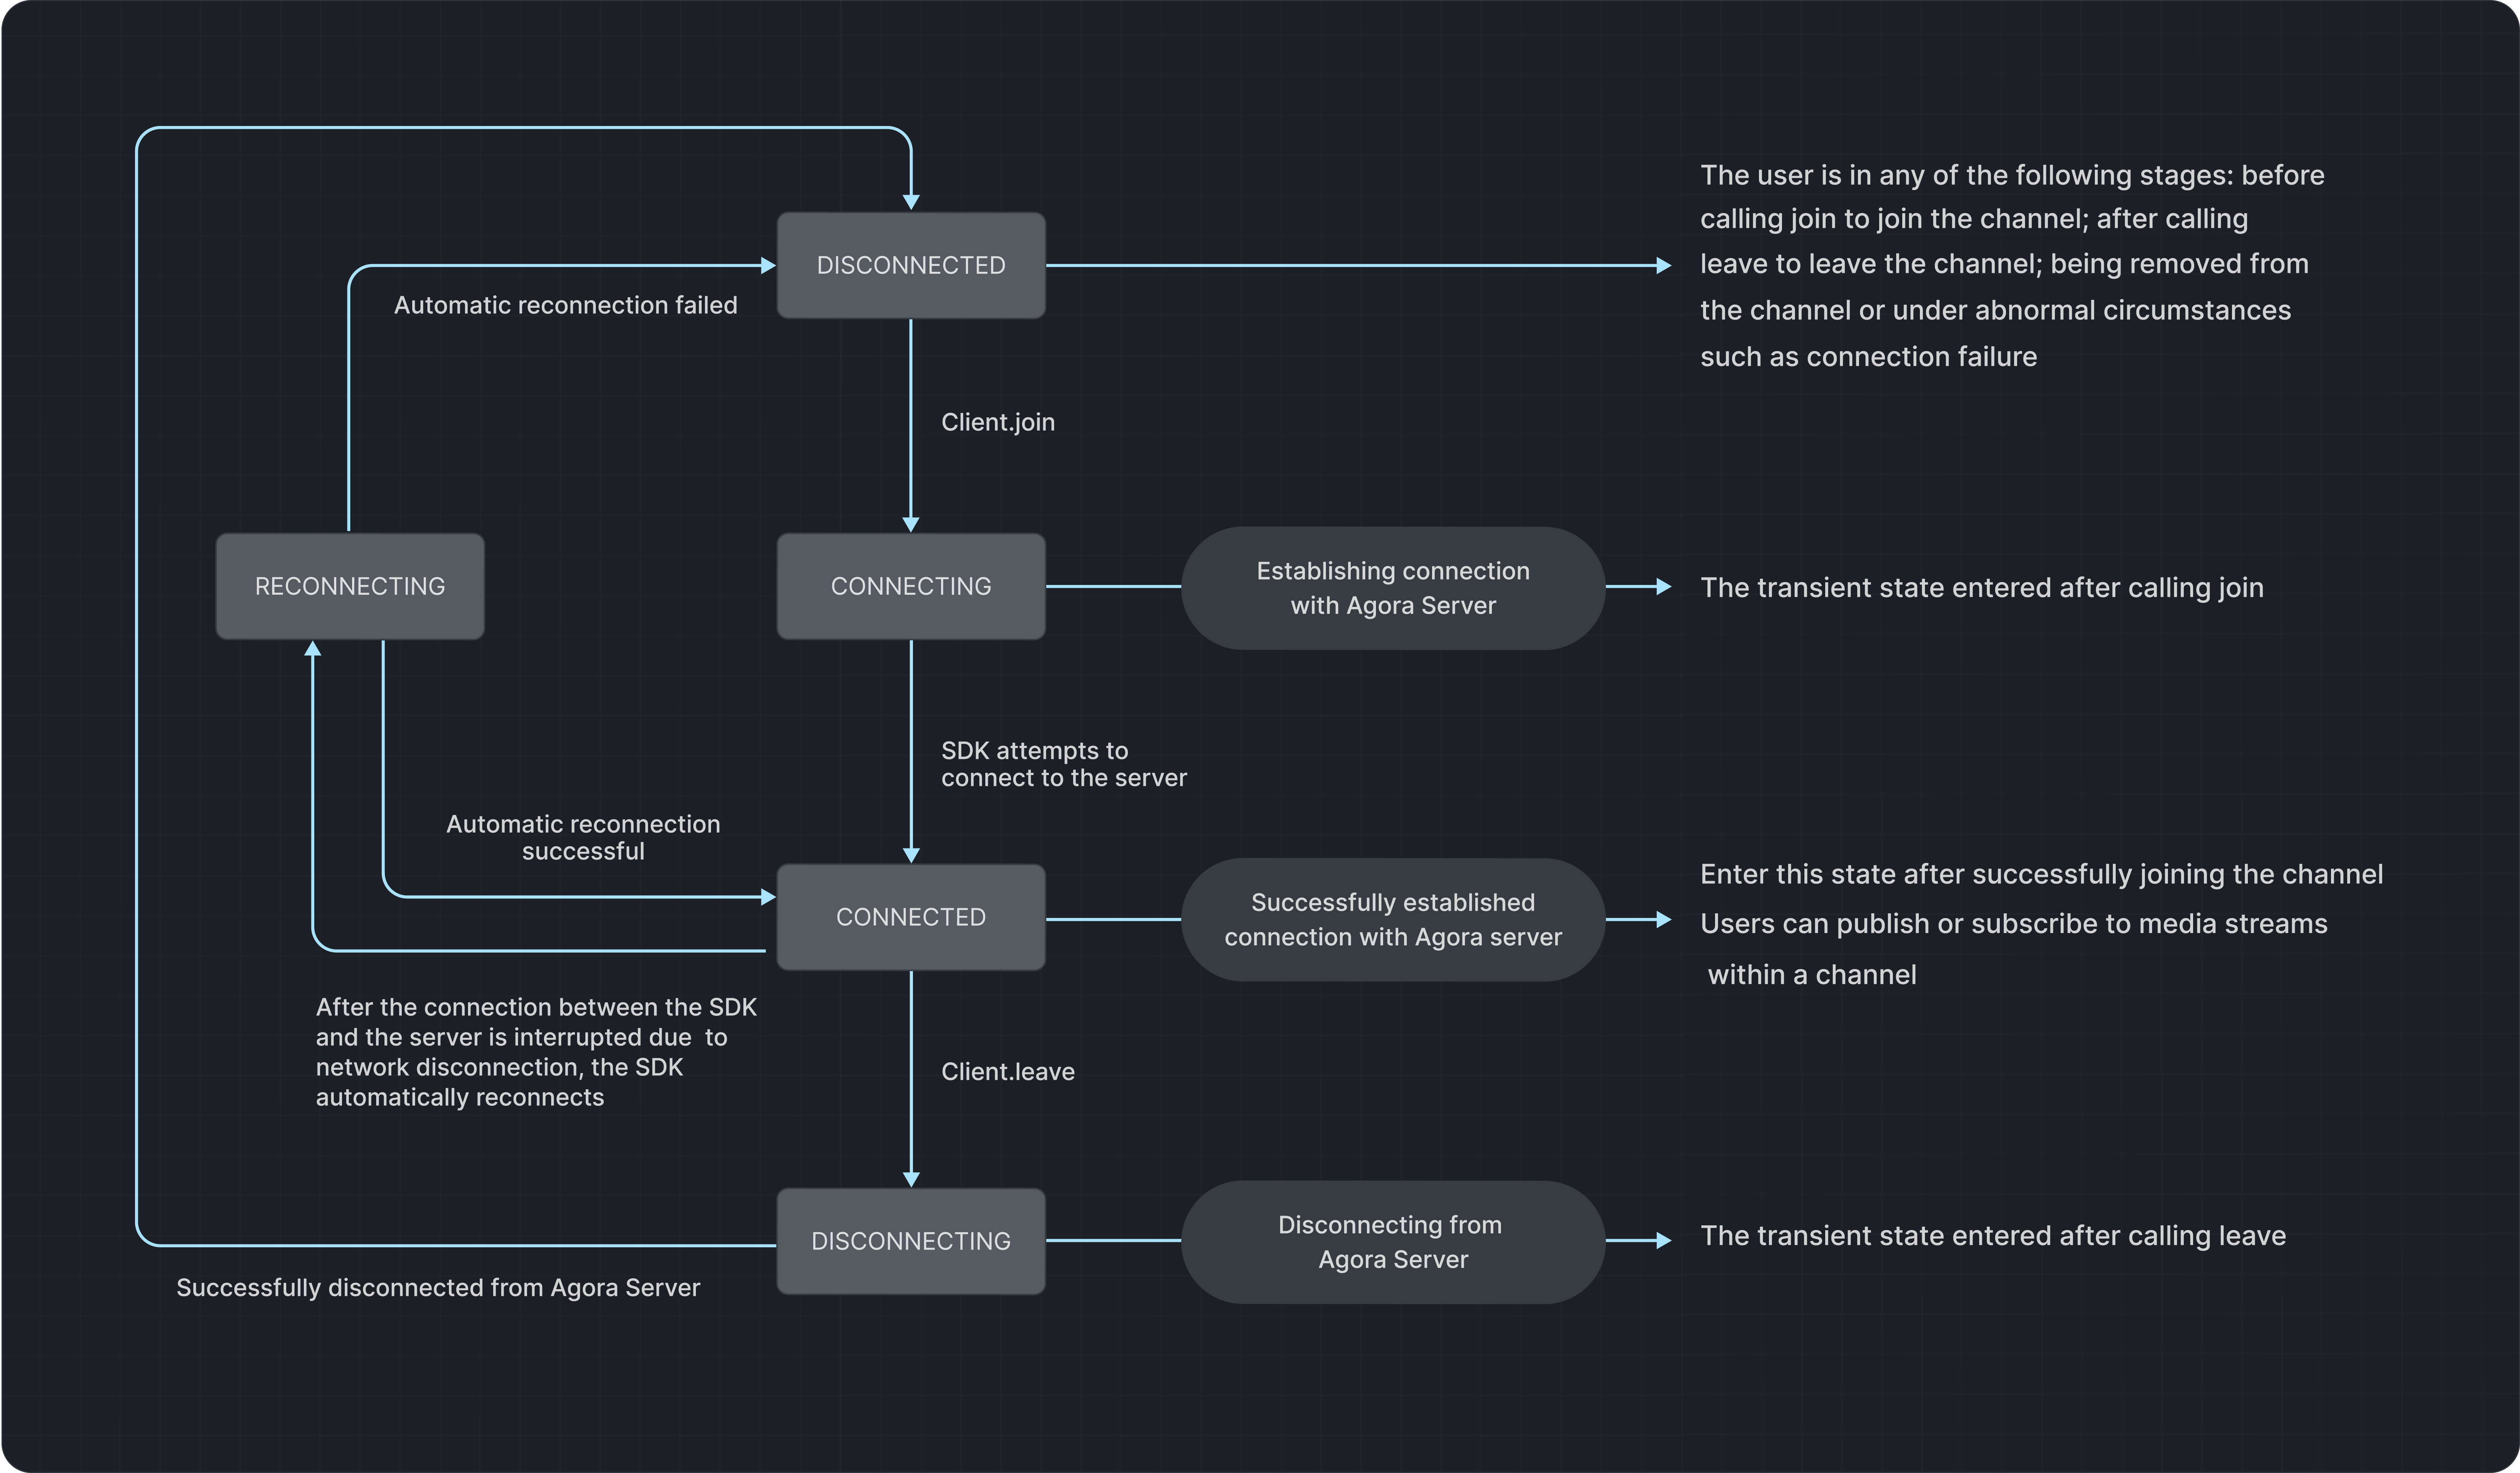 The user is in any of the following stages: before
calling join to join the channel; after calling
leave to leave the channel; being removed from
the channel or under abnormal circumstances
such as connection failure
DISCONNECTED
Automatic reconnection failed
Client.join
RECONNECTING
CONNECTING
Establishing connection
with Agora Server
The transient state entered after calling join
SDK attempts to
connect to the server
Automatic reconnection
successful
CONNECTED
Successfully established
connection with Agora server
Enter this state after successfully joining the channel
Users can publish or subscribe to media streams
within a channel
After the connection between the SDK
and the server is interrupted due  to
network disconnection, the SDK
automatically reconnects
Client.leave
DISCONNECTING
Disconnecting from
Agora Server
The transient state entered after calling leave
Successfully disconnected from Agora Server